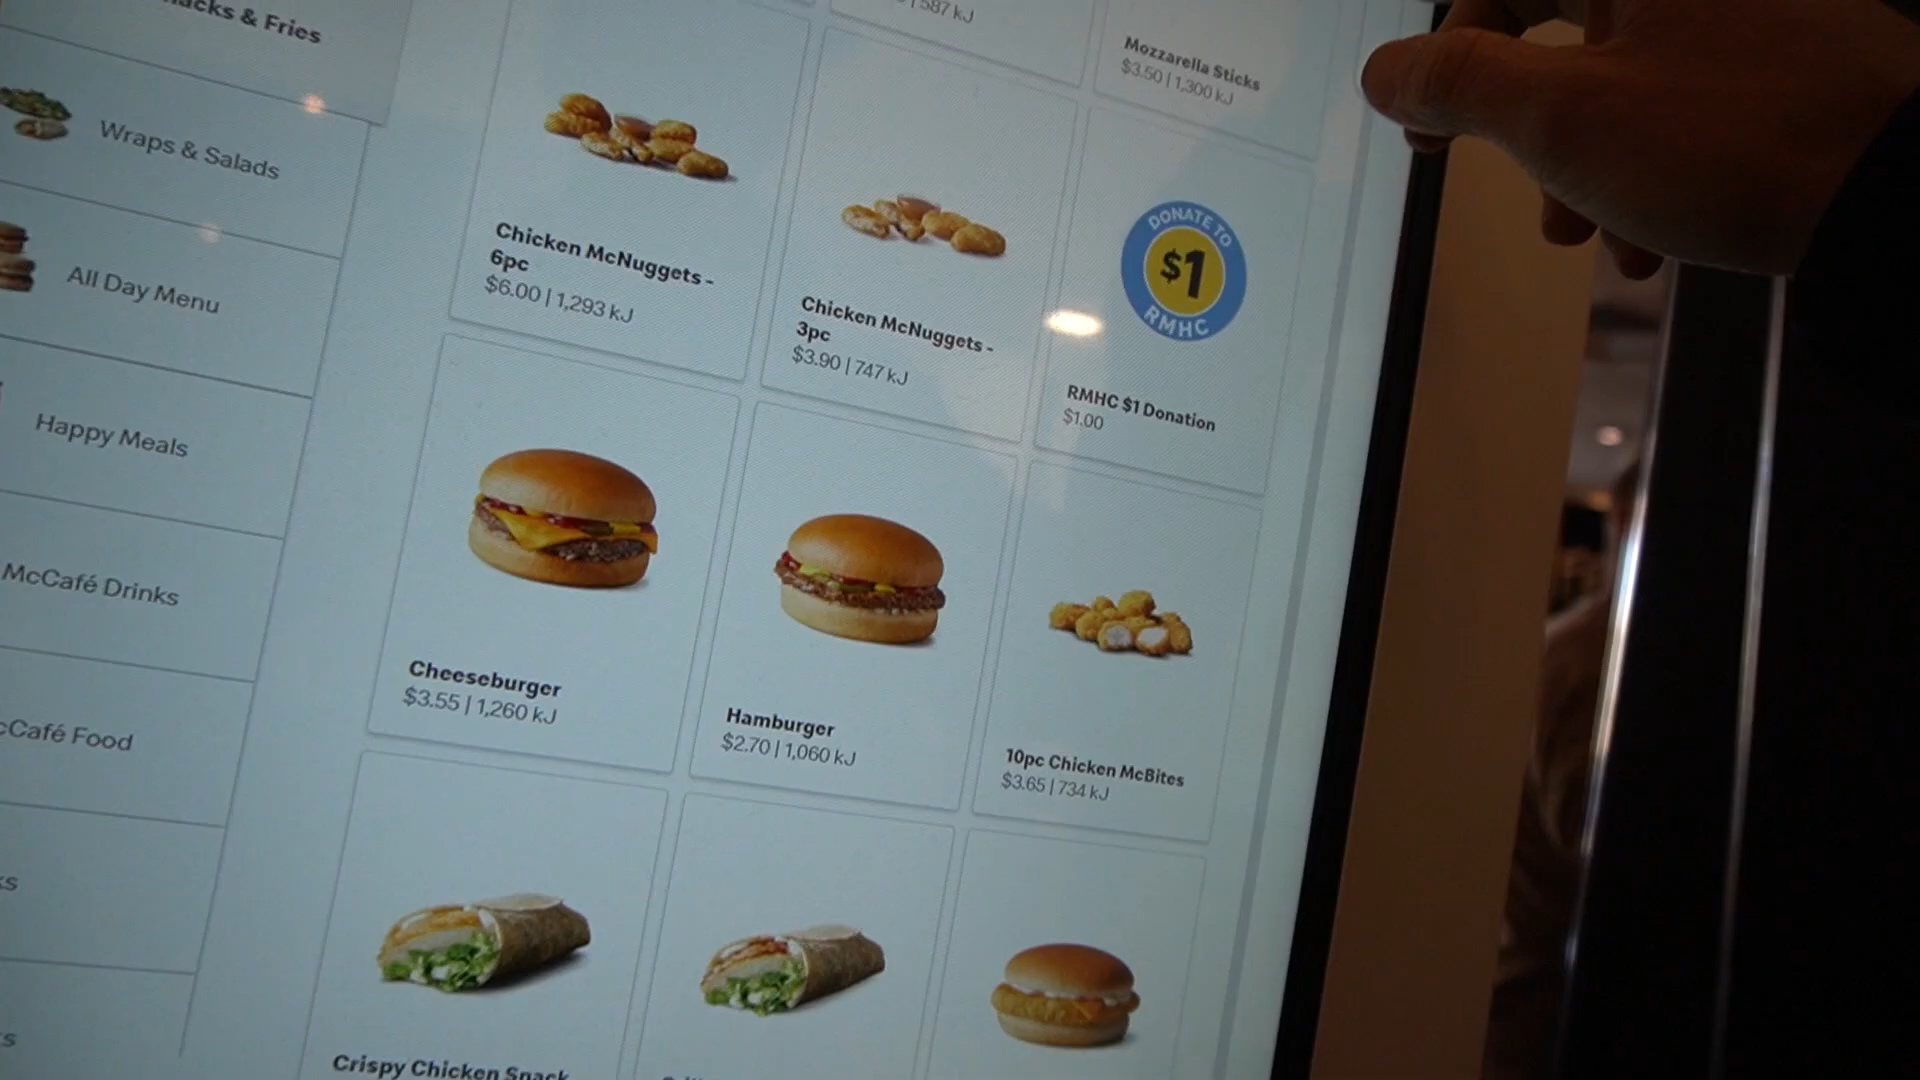 & Fries
Wraps & Salads
All Day Menu
Happy Meals
McCafé Drinks
Food
587 kJ
Mozzarella Sticks
$3.50 | 1,300 kJ
Chicken McNuggets -
6pc
$6.00 | 1,293 kJ
Chicken McNuggets -
3pc
$3.90 | 747 kJ
DONATE TO
$1
RMHC
RMHC $1 Donation
$1.00
Cheeseburger
$3.55 | 1,260 kJ
Hamburger
$2.70 | 1,060 kJ
10pc Chicken McBites
$3.65 | 734 kJ
Crispy Chicken Snack